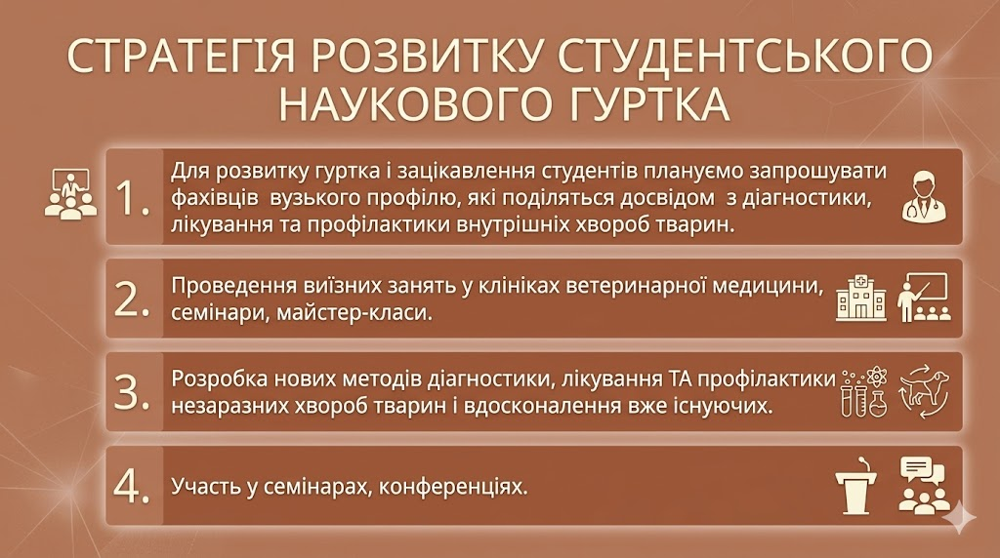 СТРАТЕГІЯ РОЗВИТКУ СТУДЕНТСЬКОГО
НАУКОВОГО ГУРТКА
1.
Для розвитку гуртка і зацікавлення студентів плануємо запрошувати
фахівців вузького профілю, які поділяться досвідом з діагностики,
лікування та профілактики внутрішніх хвороб тварин.
2.
Проведення виїзних занять у клініках ветеринарної медицини,
семінари, майстер-класи.
3.
Розробка нових методів діагностики, лікування ТА профілактики
незаразних хвороб тварин і вдосконалення вже існуючих.
4.
Участь у семінарах, конференціях.